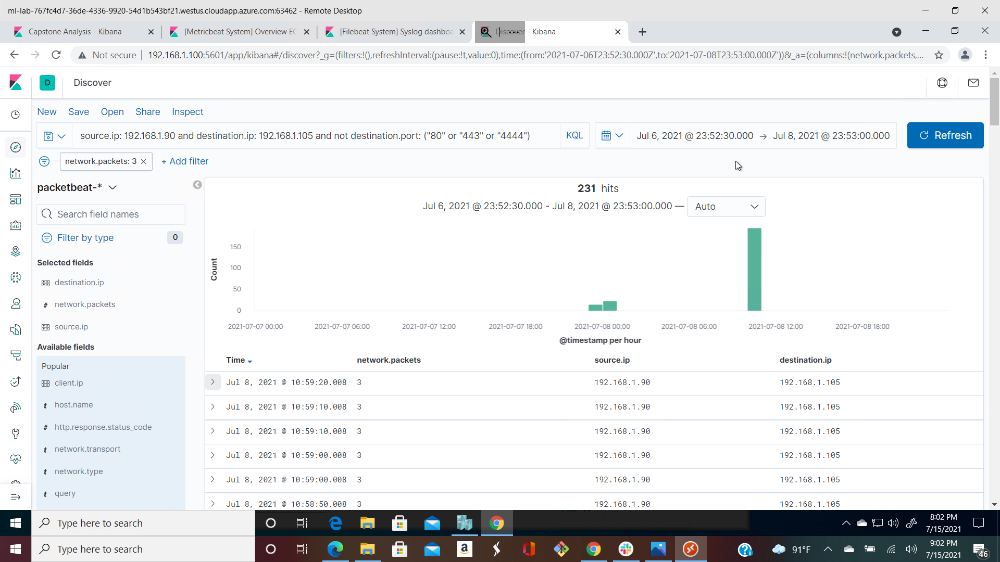 ml-lab-767fc4d7-36de-4336-9920-54d1b543bf21.westus.cloudapp.azure.com:63462 - Remote Desktop
Capstone Analysis - Kibana
[Metricbeat System] Overview EC
[Filebeat System] Syslog dashboa
Discover - Kibana
Not secure
192.168.1.100:5601/app/kibana#/discover?_g=(filters:!(),refreshInterval:(pause:!t,value:0),time:(from:'2021-07-06T23:52:30.000Z',to:'2021-07-08T23:53:00.000Z'))&_a=(columns:!(network.packets,...
D
Discover
New Save Open Share Inspect
source.ip: 192.168.1.90 and destination.ip: 192.168.1.105 and not destination.port: ("80" or "443" or "4444")
KQL
Jul 6, 2021 @ 23:52:30.000 → Jul 8, 2021 @ 23:53:00.000
Refresh
network.packets: 3
+ Add filter
packetbeat-*
Search field names
Filter by type 0
Selected fields
destination.ip
# network.packets
source.ip
Available fields
Popular
client.ip
t host.name
# http.response.status_code
t network.transport
t network.type
t query
231 hits
Jul 6, 2021 @ 23:52:30.000 - Jul 8, 2021 @ 23:53:00.000 —
Auto
Count
150
100
50
0
2021-07-07 00:00 2021-07-07 06:00 2021-07-07 12:00 2021-07-07 18:00 2021-07-08 00:00 2021-07-08 06:00 2021-07-08 12:00 2021-07-08 18:00
@timestamp per hour
Time network.packets source.ip destination.ip
Jul 8, 2021 @ 10:59:20.008 3 192.168.1.90 192.168.1.105
Jul 8, 2021 @ 10:59:10.008 3 192.168.1.90 192.168.1.105
Jul 8, 2021 @ 10:59:10.008 3 192.168.1.90 192.168.1.105
Jul 8, 2021 @ 10:59:00.008 3 192.168.1.90 192.168.1.105
Jul 8, 2021 @ 10:59:00.008 3 192.168.1.90 192.168.1.105
Jul 8, 2021 @ 10:58:50.008 3 192.168.1.90 192.168.1.105
Type here to search
8:02 PM
7/15/2021
Type here to search
91°F
9:02 PM
7/15/2021
46